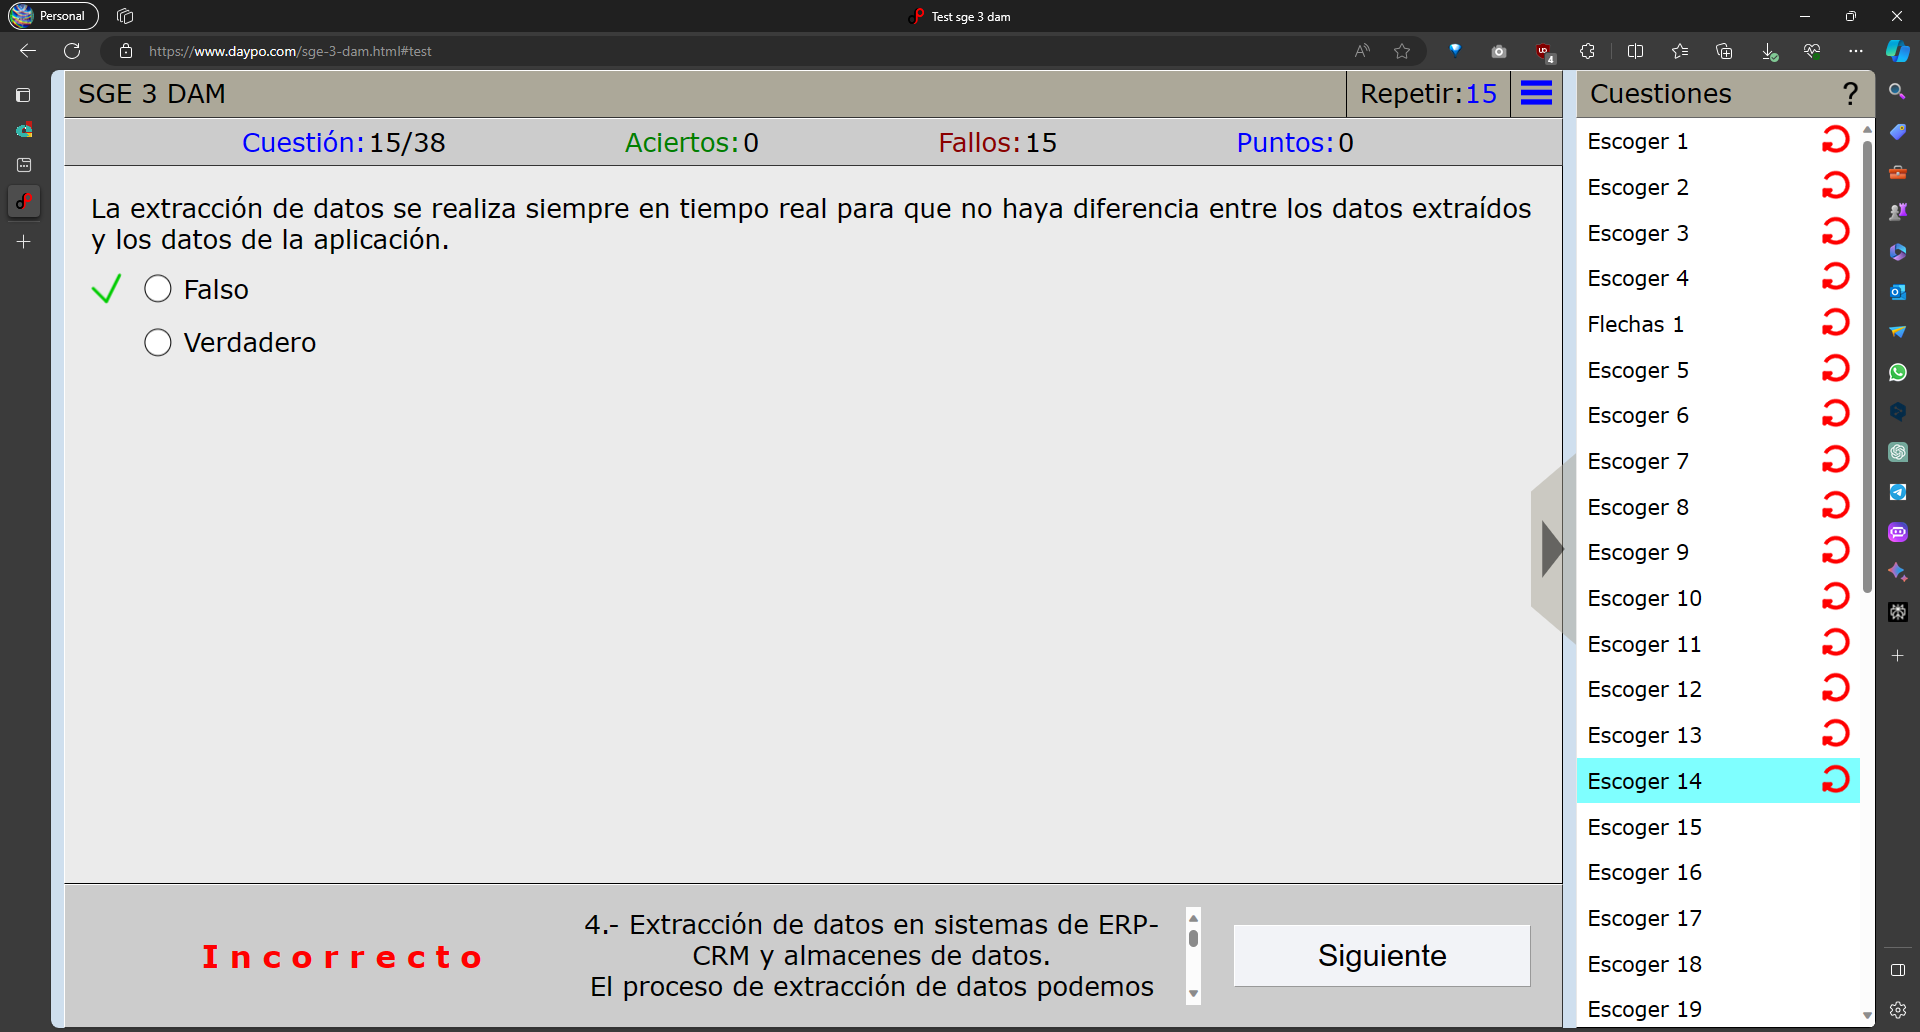 Personal
Test sge 3 dam
https://www.daypo.com/sge-3-dam.html#test
SGE 3 DAM
Repetir:15
Cuestiones
?
Cuestión:15/38
Aciertos:0
Fallos:15
Puntos:0
La extracción de datos se realiza siempre en tiempo real para que no haya diferencia entre los datos extraídos
y los datos de la aplicación.
Falso
Verdadero
Incorrecto
4.- Extracción de datos en sistemas de ERP-
CRM y almacenes de datos.
El proceso de extracción de datos podemos
Siguiente
Escoger 1
Escoger 2
Escoger 3
Escoger 4
Flechas 1
Escoger 5
Escoger 6
Escoger 7
Escoger 8
Escoger 9
Escoger 10
Escoger 11
Escoger 12
Escoger 13
Escoger 14
Escoger 15
Escoger 16
Escoger 17
Escoger 18
Escoger 19
4